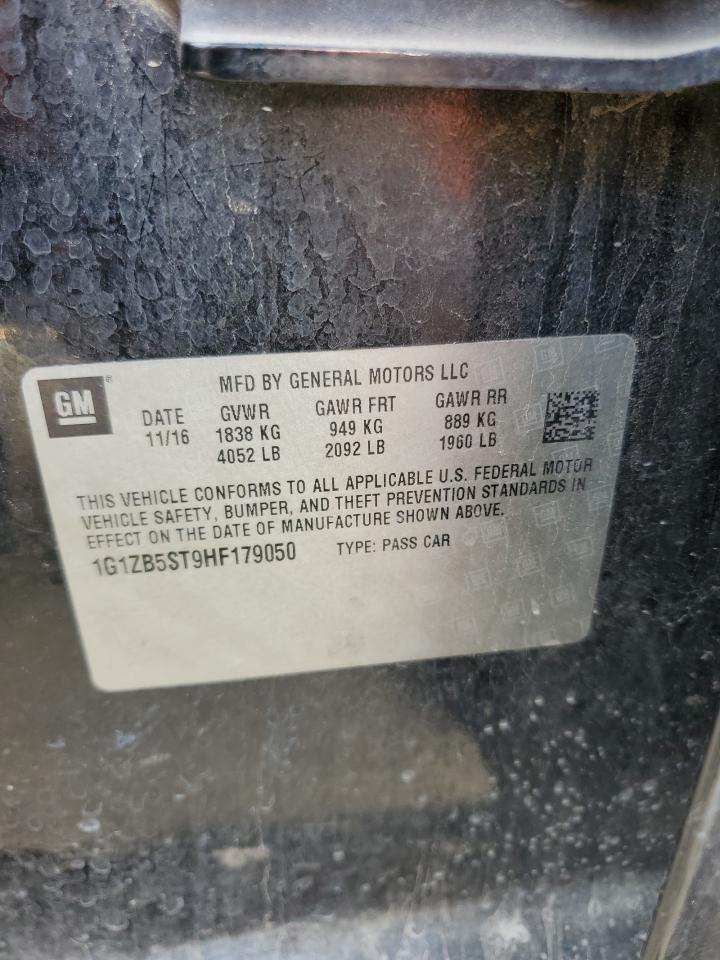 GM®
MFD BY GENERAL MOTORS LLC
DATE GVWR GAWR FRT GAWR RR
11/16 1838 KG 949 KG 889 KG
4052 LB 2092 LB 1960 LB
THIS VEHICLE CONFORMS TO ALL APPLICABLE U.S. FEDERAL MOTOR
VEHICLE SAFETY, BUMPER, AND THEFT PREVENTION STANDARDS IN
EFFECT ON THE DATE OF MANUFACTURE SHOWN ABOVE.
1G1ZB5ST9HF179050 TYPE: PASS CAR